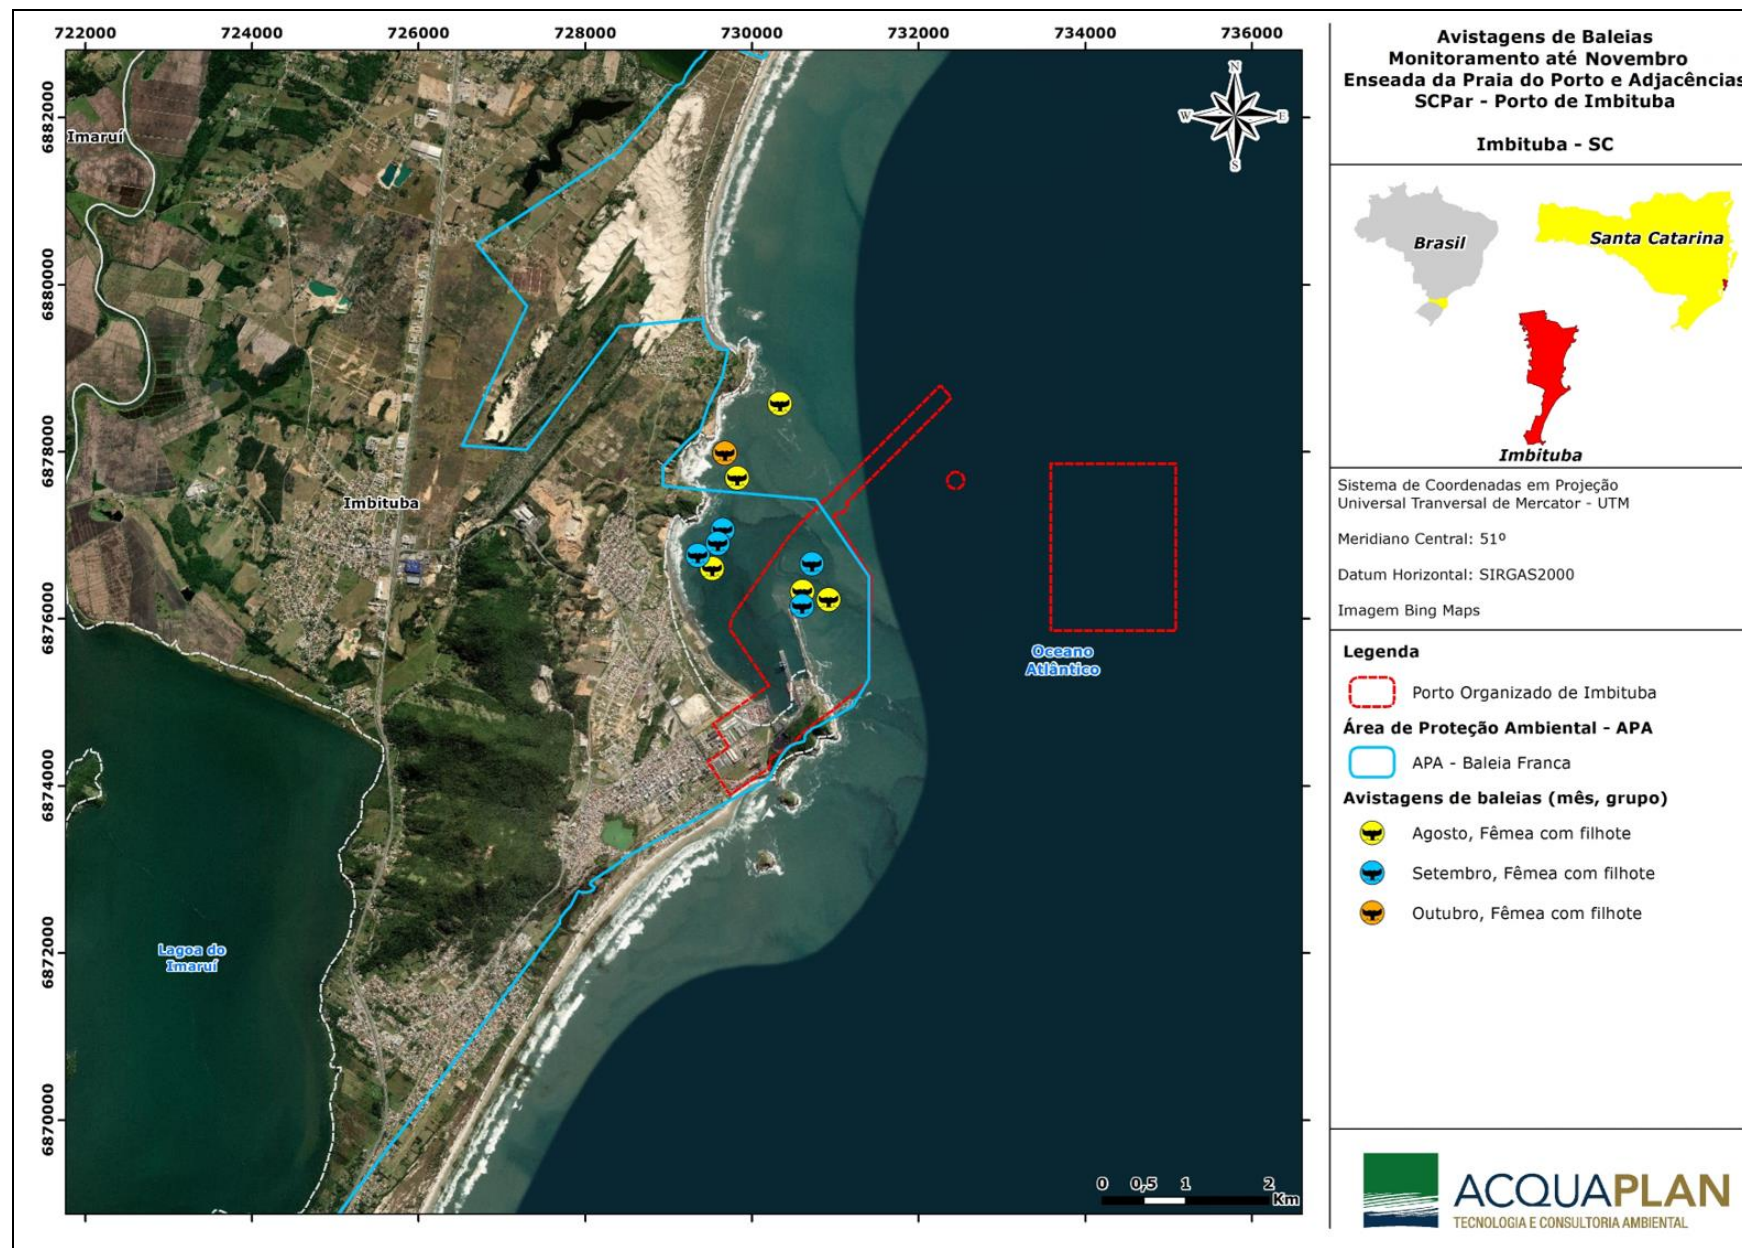 722000 724000 726000 728000 730000 732000 734000 736000
6882000
6880000
6878000
6876000
6874000
6872000
6870000
Imaruí
Imbituba
Lagoa do
Imaruí
Oceano
Atlântico
N
W E
S
0 0,5 1 2
Km
Avistagens de Baleias
Monitoramento até Novembro
Enseada da Praia do Porto e Adjacências
SCPar - Porto de Imbituba
Imbituba - SC
Brasil
Santa Catarina
Imbituba
Sistema de Coordenadas em Projeção
Universal Tranversal de Mercator - UTM
Meridiano Central: 51º
Datum Horizontal: SIRGAS2000
Imagem Bing Maps
Legenda
Porto Organizado de Imbituba
Área de Proteção Ambiental - APA
APA - Baleia Franca
Avistagens de baleias (mês, grupo)
Agosto, Fêmea com filhote
Setembro, Fêmea com filhote
Outubro, Fêmea com filhote
ACQUAPLAN
TECNOLOGIA E CONSULTORIA AMBIENTAL